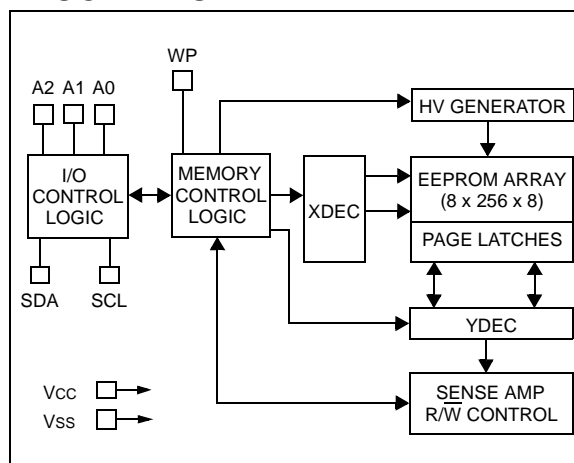 WP
A2 A1 A0
HV GENERATOR
I/O
CONTROL
LOGIC
MEMORY
CONTROL
LOGIC
XDEC
EEPROM ARRAY
(8 x 256 x 8)
PAGE LATCHES
SDA SCL
YDEC
VCC
VSS
SENSE AMP
R/W̅ CONTROL